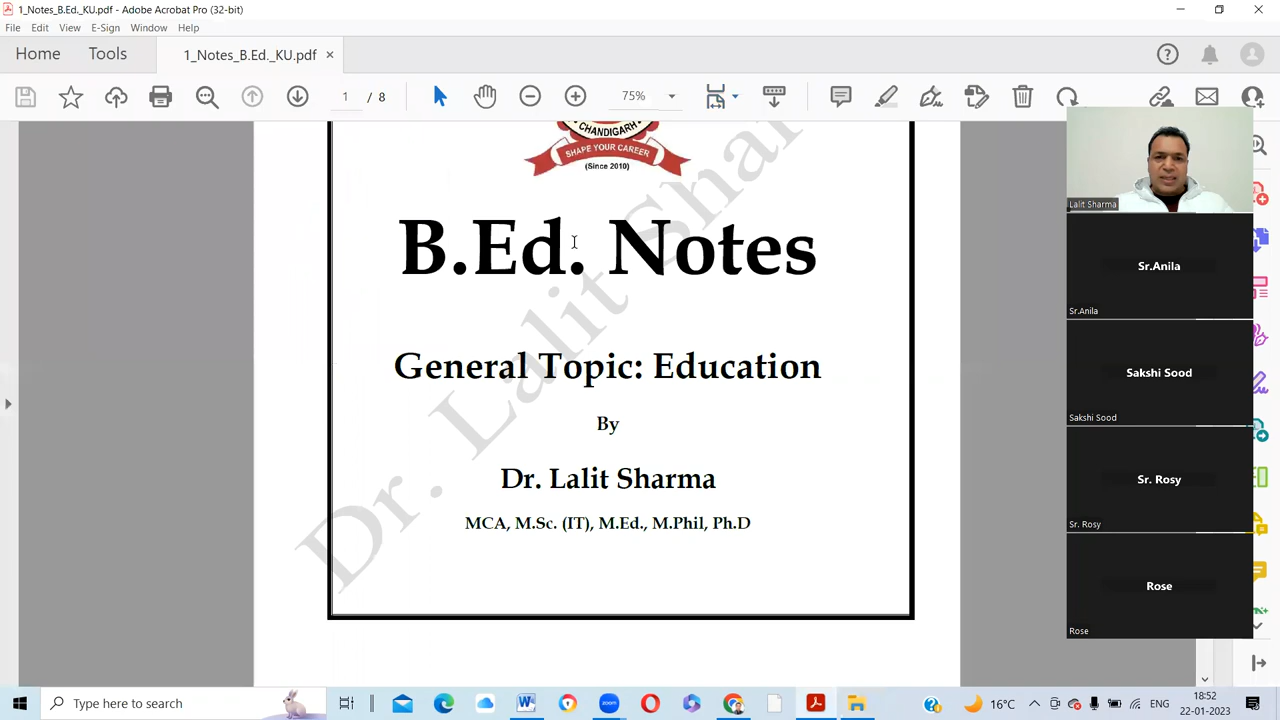 1_Notes_B.Ed._KU.pdf - Adobe Acrobat Pro (32-bit)
File Edit View E-Sign Window Help
Home Tools 1_Notes_B.Ed._KU.pdf ×
1 / 8 75%
CHANDIGARH
SHAPE YOUR CAREER
(Since 2010)
B.Ed. Notes
General Topic: Education
By
Dr. Lalit Sharma
MCA, M.Sc. (IT), M.Ed., M.Phil, Ph.D
Dr. Lalit Shar
Lalit Sharma
Sr.Anila
Sr.Anila
Sakshi Sood
Sakshi Sood
Sr. Rosy
Sr. Rosy
Rose
Rose
Type here to search
zoom
16°C
ENG
18:52
22-01-2023